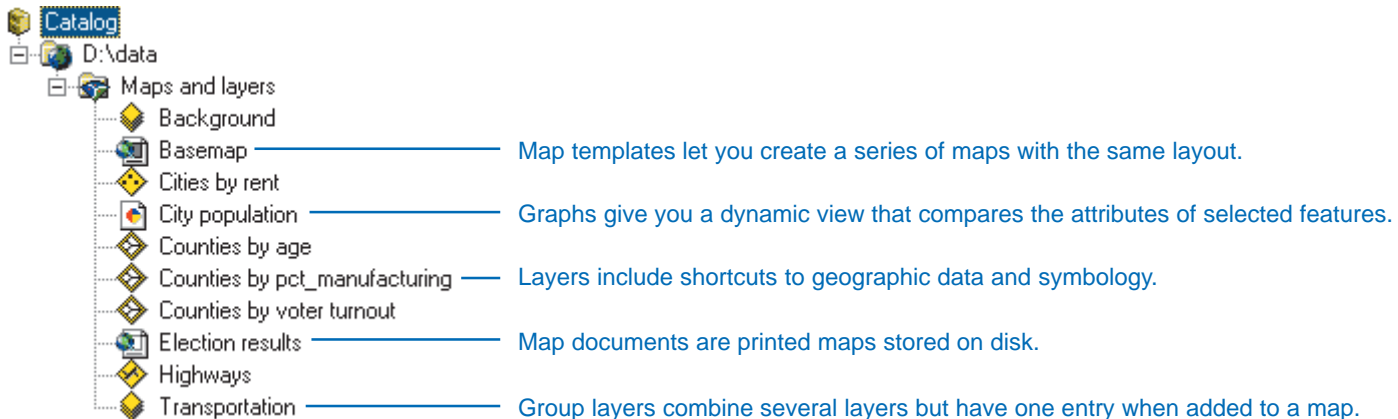 Catalog
D:\data
Maps and layers
Background
Basemap Map templates let you create a series of maps with the same layout.
Cities by rent
City population Graphs give you a dynamic view that compares the attributes of selected features.
Counties by age
Counties by pct_manufacturing Layers include shortcuts to geographic data and symbology.
Counties by voter turnout
Election results Map documents are printed maps stored on disk.
Highways
Transportation Group layers combine several layers but have one entry when added to a map.